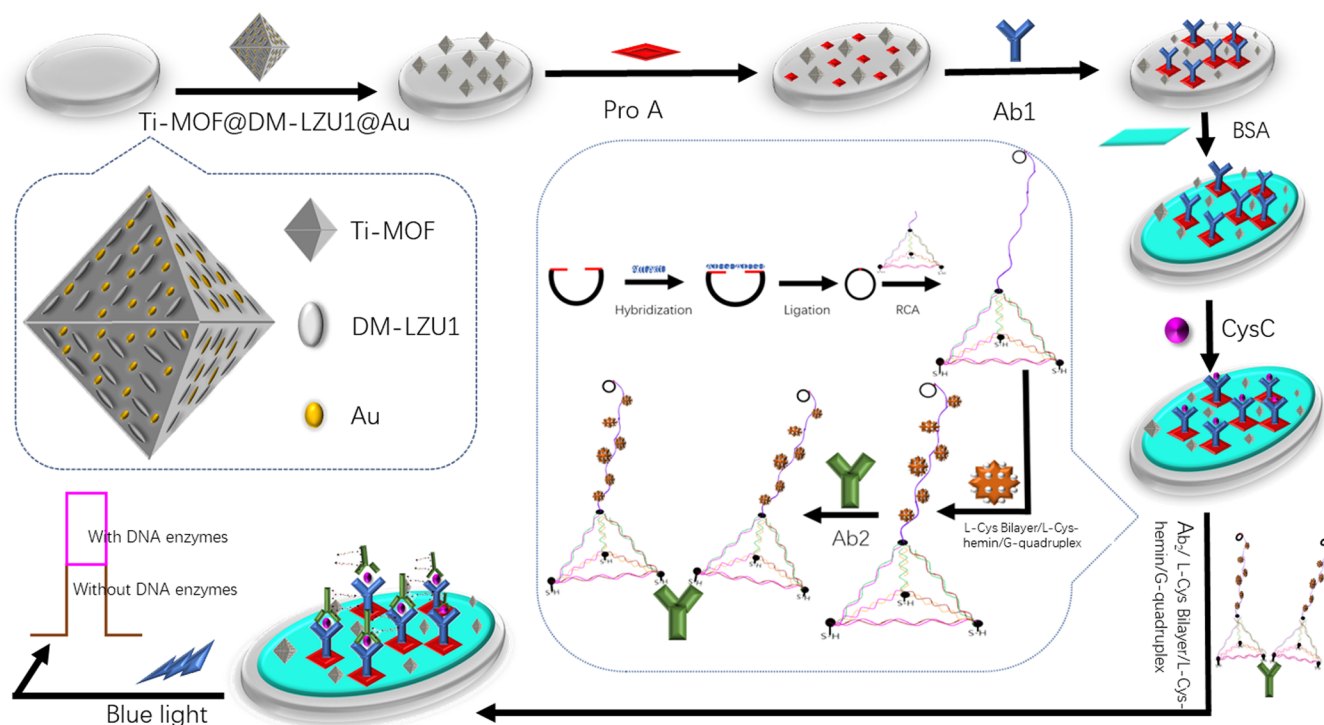 Ti-MOF@DM-LZU1@Au
Pro A
Ab1
BSA
Ti-MOF
DM-LZU1
Au
Hybridization
Ligation
RCA
S-H
CysC
S-H
S-H
S-H
L-Cys Bilayer/L-Cys-
hemin/G-quadruplex
Ab2
S-H
Ab2/ L-Cys Bilayer/L-Cys-
hemin/G-quadruplex
With DNA enzymes
Without DNA enzymes
Blue light